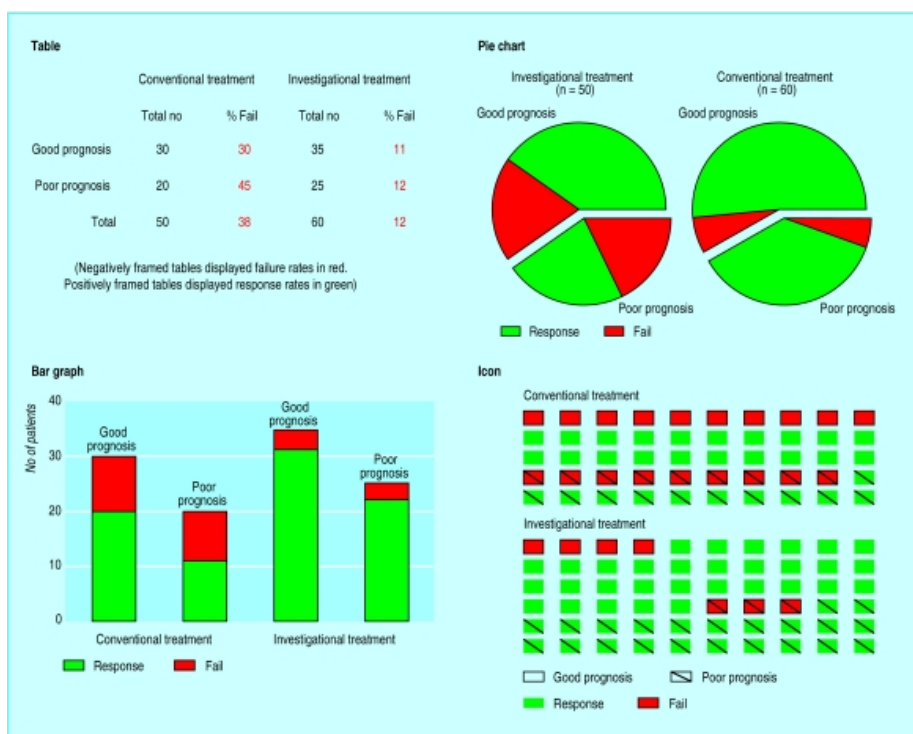 Table
Conventional treatment Investigational treatment
Total no % Fail Total no % Fail
Good prognosis 30 30 35 11
Poor prognosis 20 45 25 12
Total 50 38 60 12
(Negatively framed tables displayed failure rates in red.
Positively framed tables displayed response rates in green)
Pie chart
Investigational treatment
(n = 50)
Conventional treatment
(n = 60)
Good prognosis
Good prognosis
Poor prognosis
Poor prognosis
Response Fail
Bar graph
No of patients
40
30
20
10
0
Good
prognosis
Poor
prognosis
Good
prognosis
Poor
prognosis
Conventional treatment Investigational treatment
Response Fail
Icon
Conventional treatment
Investigational treatment
Good prognosis Poor prognosis
Response Fail